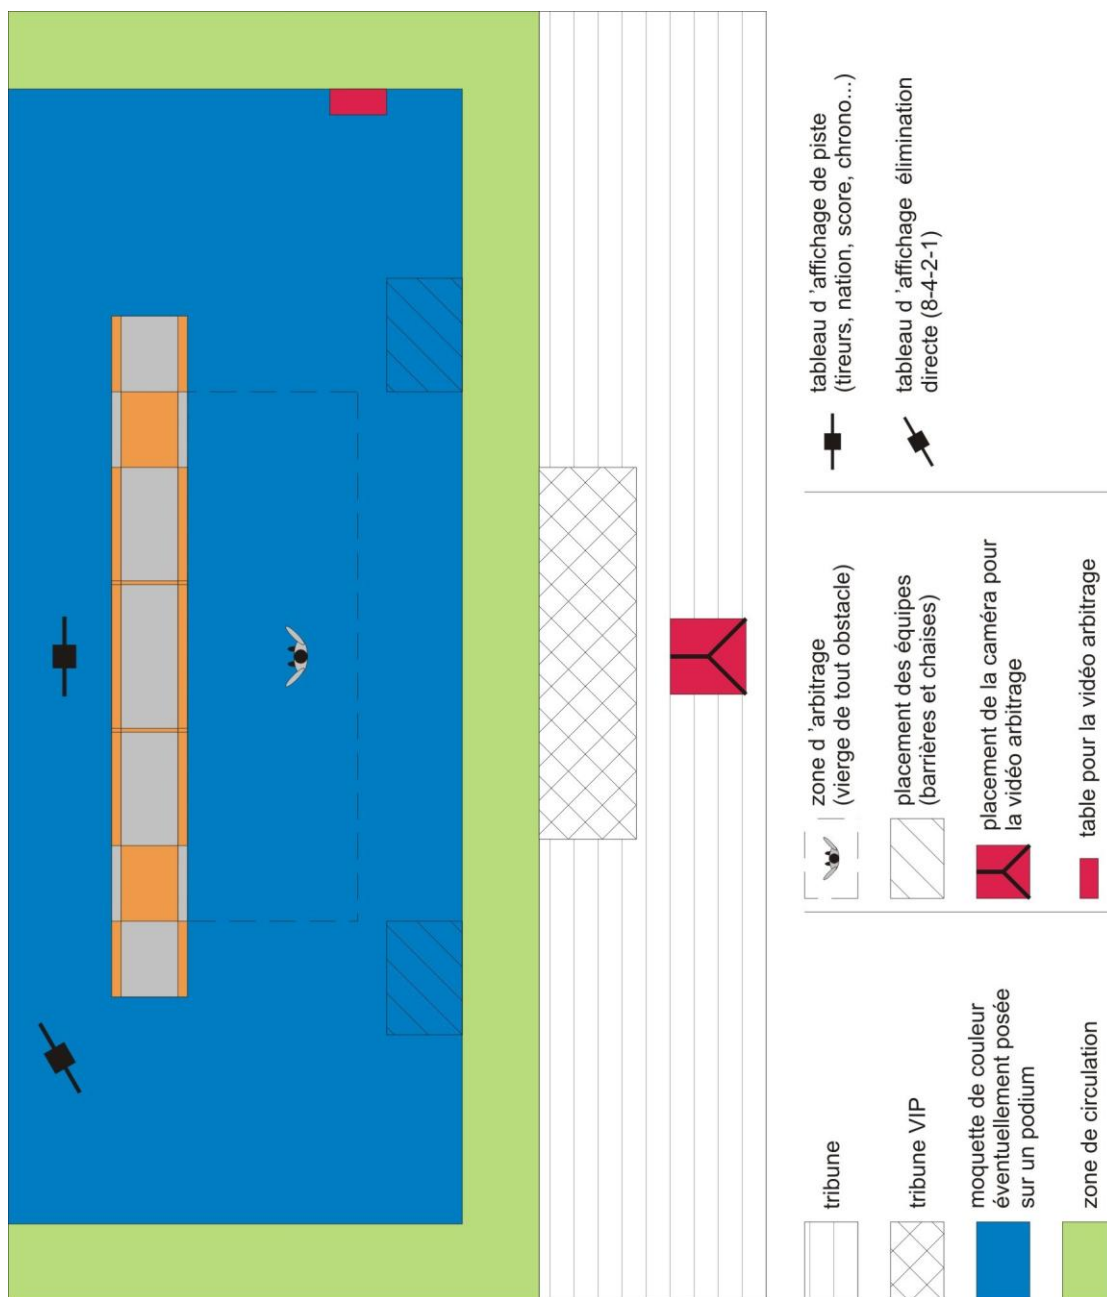 tribune
tribune VIP
moquette de couleur
éventuellement posée
sur un podium
zone de circulation
zone d 'arbitrage
(vierge de tout obstacle)
placement des équipes
(barrières et chaises)
placement de la caméra pour
la vidéo arbitrage
table pour la vidéo arbitrage
tableau d 'affichage de piste
(tireurs, nation, score, chrono...)
tableau d 'affichage élimination
directe (8-4-2-1)